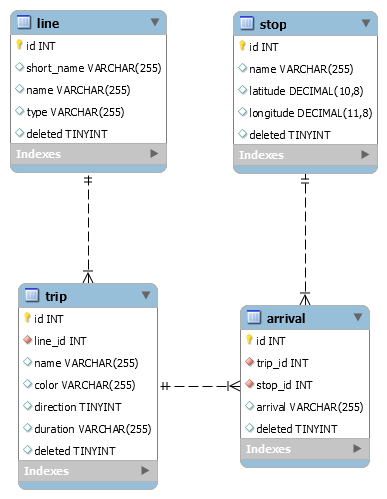 line
id INT
short_name VARCHAR(255)
name VARCHAR(255)
type VARCHAR(255)
deleted TINYINT
Indexes
stop
id INT
name VARCHAR(255)
latitude DECIMAL(10,8)
longitude DECIMAL(11,8)
deleted TINYINT
Indexes
trip
id INT
line_id INT
name VARCHAR(255)
color VARCHAR(255)
direction TINYINT
duration VARCHAR(255)
deleted TINYINT
Indexes
arrival
id INT
trip_id INT
stop_id INT
arrival VARCHAR(255)
deleted TINYINT
Indexes